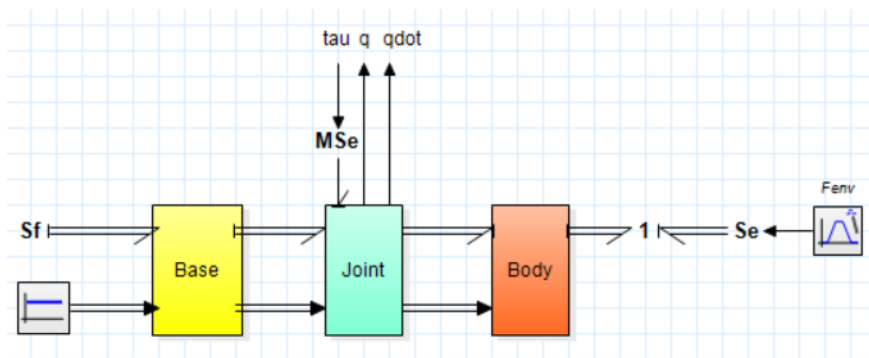 tau q qdot
MSe
Fenv
Sf
1
Se
Base
Joint
Body